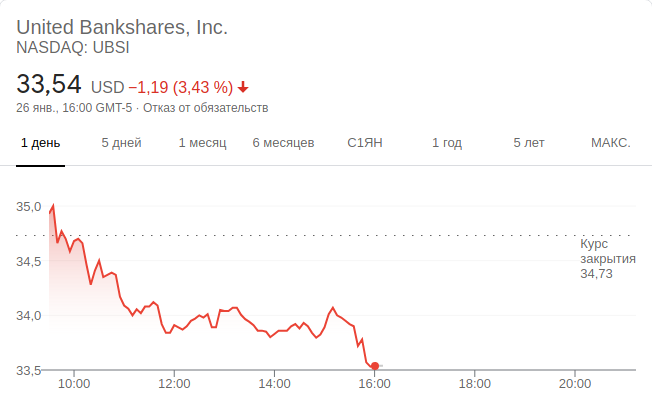 United Bankshares, Inc.
NASDAQ: UBSI
33,54 USD −1,19 (3,43 %)
26 янв., 16:00 GMT-5 · Отказ от обязательств
1 день 5 дней 1 месяц 6 месяцев С1ЯН 1 год 5 лет МАКС.
35,0
Курс
закрытия
34,73
34,5
34,0
33,5
10:00 12:00 14:00 16:00 18:00 20:00